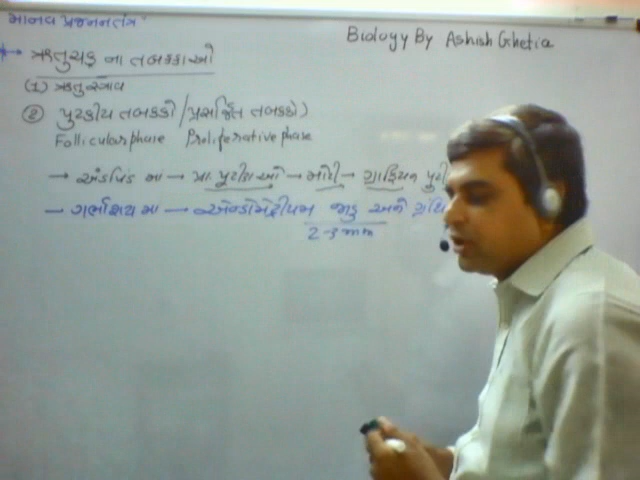 માનવ પ્રજનનતંત્ર
Biology By Ashish Ghetia
→ ઋતુચક્ર ના તબક્કાઓ
(1) ઋતુસ્ત્રાવ
② પુટકીય તબક્કો / પ્રસર્જિત તબક્કો)
Follicular phase Proliferative phase
→ અંડપિંડ માં → પ્રા. પુટીકાઓ → મોટી → ગ્રાફિયન પુટી
→ ગર્ભાશય માં → એન્ડોમેટ્રીયમ જાડુ અને ગ્રંથિ
2-3 mm